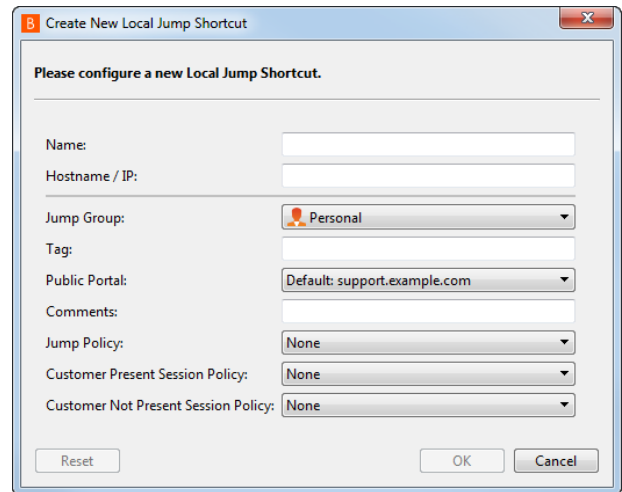 B Create New Local Jump Shortcut
Please configure a new Local Jump Shortcut.
Name:
Hostname / IP:
Jump Group: Personal
Tag:
Public Portal: Default: support.example.com
Comments:
Jump Policy: None
Customer Present Session Policy: None
Customer Not Present Session Policy: None
Reset OK Cancel